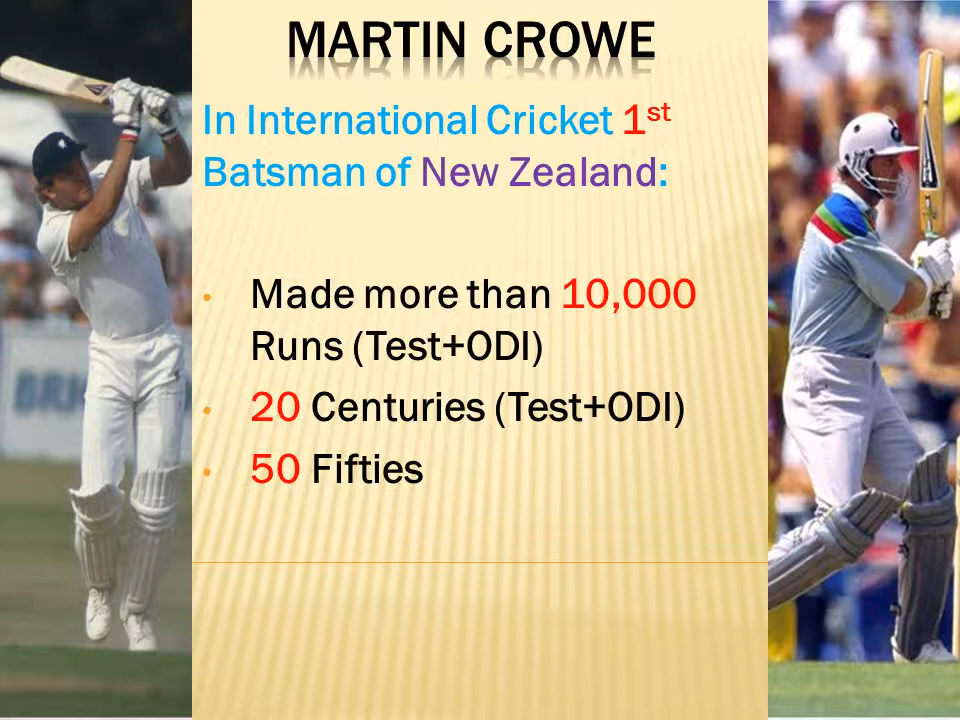 MARTIN CROWE
In International Cricket 1st
Batsman of New Zealand:
• Made more than 10,000
Runs (Test+ODI)
• 20 Centuries (Test+ODI)
• 50 Fifties